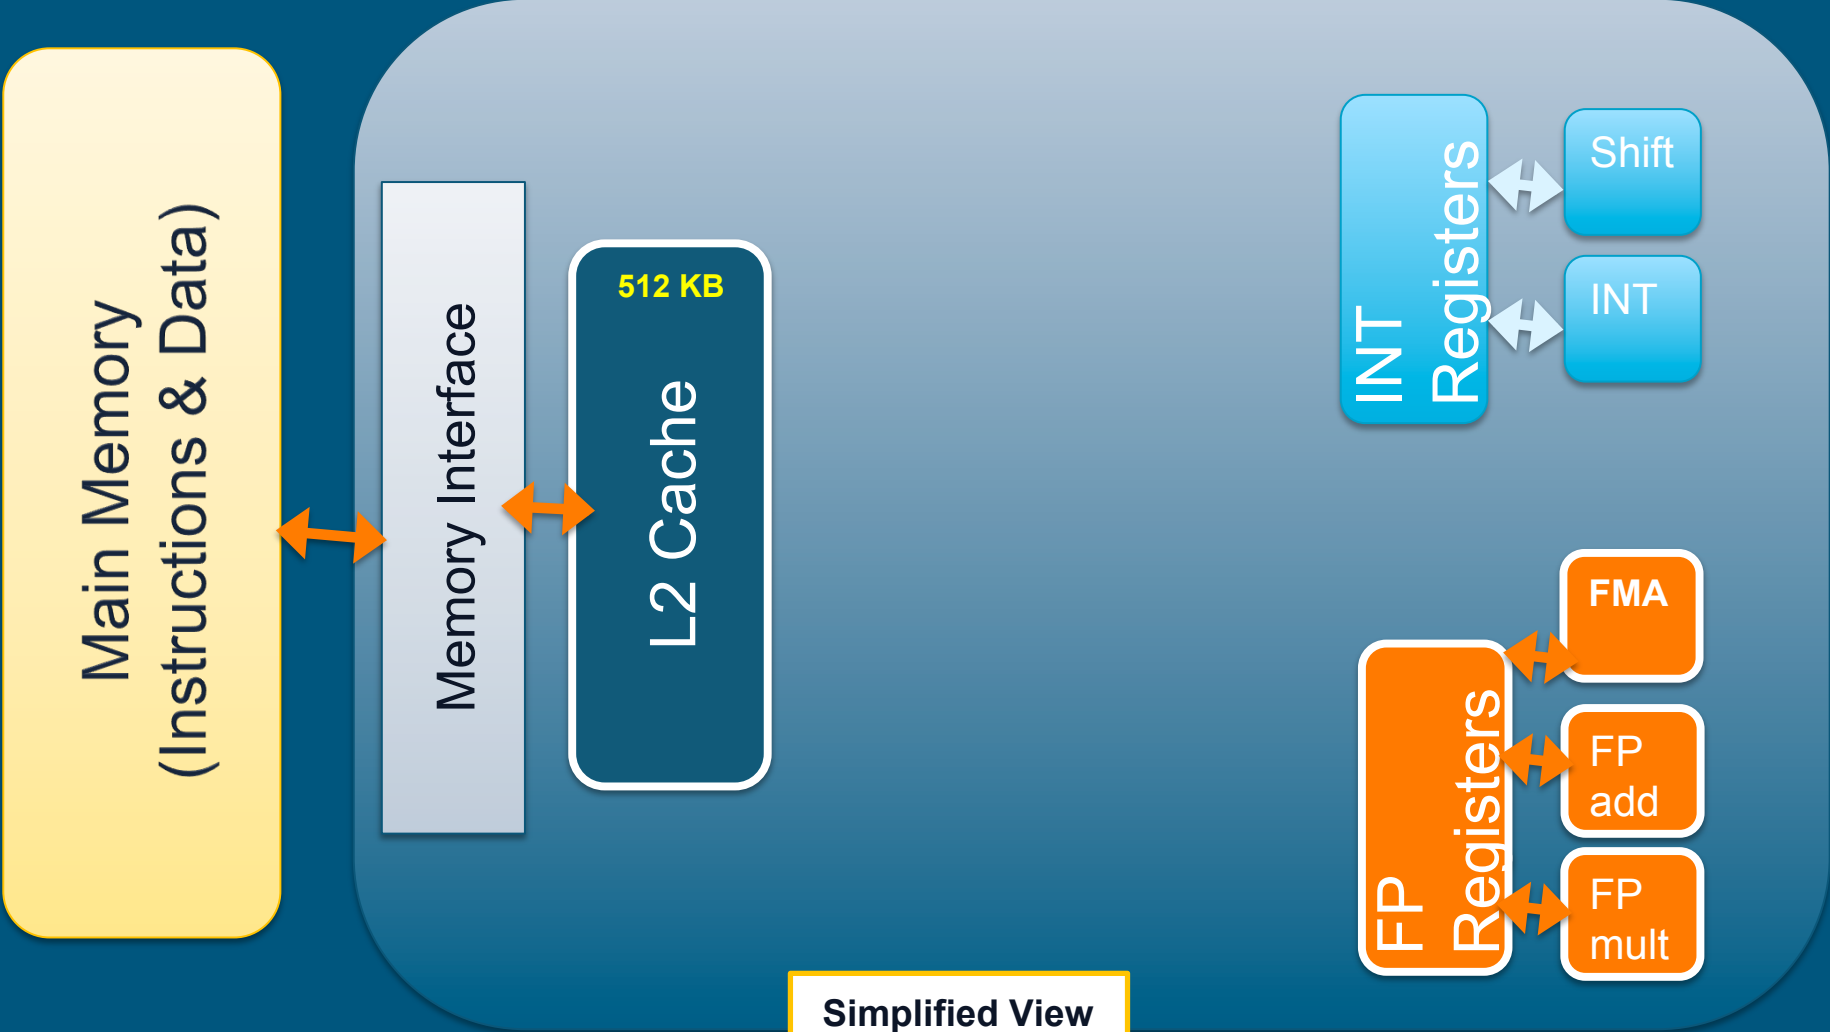 Main Memory
(Instructions & Data)
Memory Interface
512 KB
L2 Cache
INT
Registers
Shift
INT
FP
Registers
FMA
FP
add
FP
mult
Simplified View